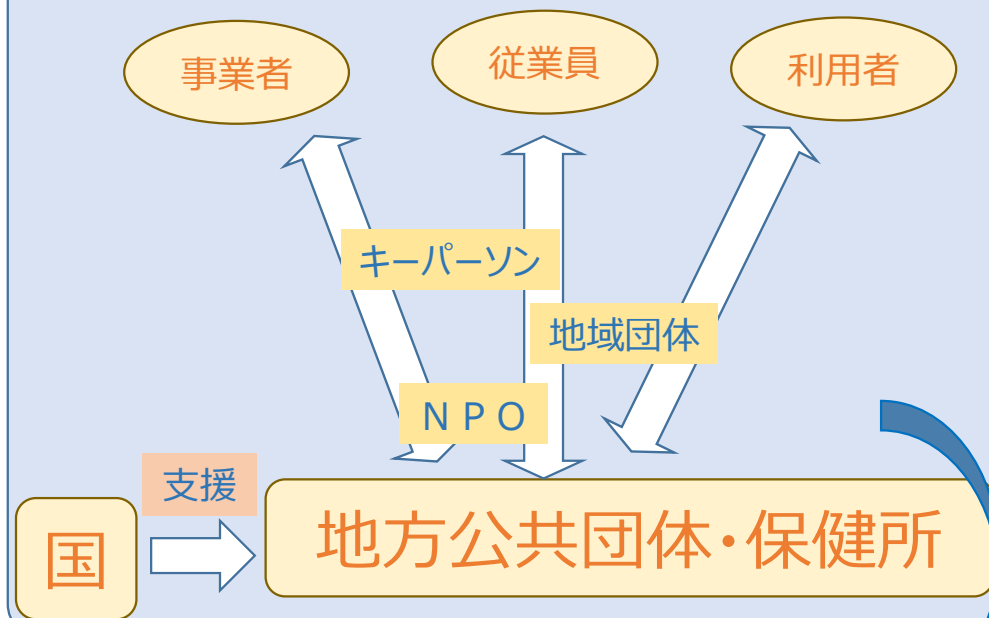 事業者
従業員
利用者
キーパーソン
地域団体
ＮＰＯ
支援
国
地方公共団体・保健所